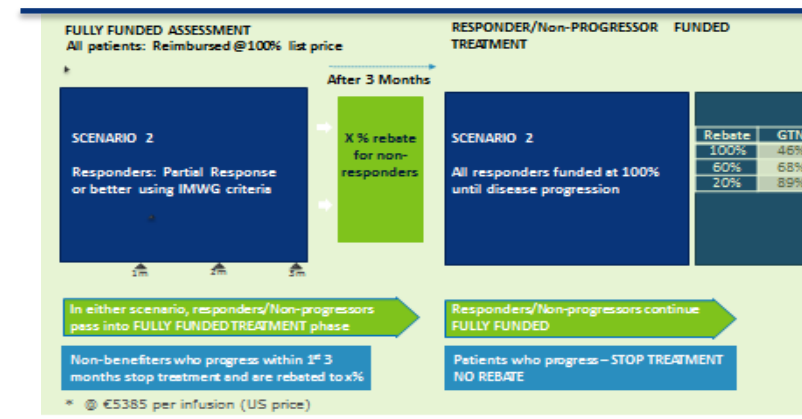 FULLY FUNDED ASSESSMENT
All patients: Reimbursed @100% list price
RESPONDER/Non-PROGRESSOR FUNDED
TREATMENT
After 3 Months
SCENARIO 2
Responders: Partial Response
or better using IMWG criteria
X % rebate
for non-
responders
SCENARIO 2
All responders funded at 100%
until disease progression
Rebate GTN
100% 46%
60% 68%
20% 89%
1m 2m 3m
In either scenario, responders/Non-progressors
pass into FULLY FUNDED TREATMENT phase
Responders/Non-progressors continue
FULLY FUNDED
Non-benefiters who progress within 1st 3
months stop treatment and are rebated to x%
Patients who progress – STOP TREATMENT
NO REBATE
* @ €5385 per infusion (US price)